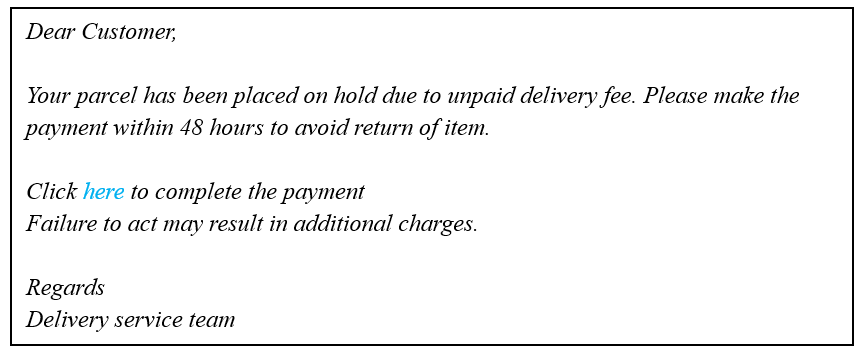 Dear Customer,
Your parcel has been placed on hold due to unpaid delivery fee. Please make the
payment within 48 hours to avoid return of item.
Click here to complete the payment
Failure to act may result in additional charges.
Regards
Delivery service team